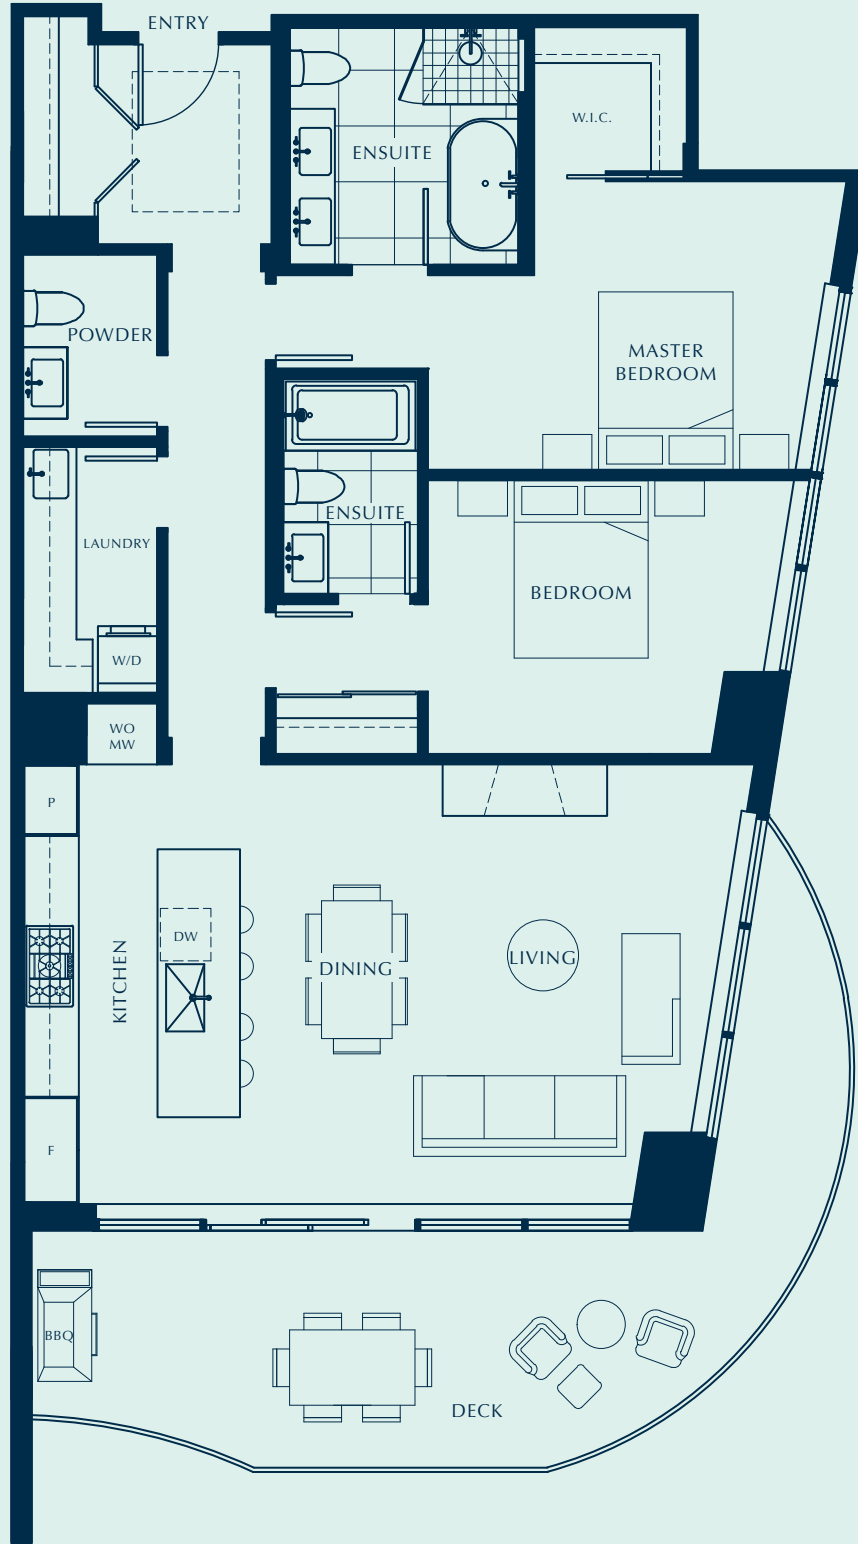 ENTRY
ENSUITE
W.I.C.
POWDER
MASTER
BEDROOM
ENSUITE
LAUNDRY
BEDROOM
W/D
WO
MW
P
DW
KITCHEN
DINING
LIVING
F
BBQ
DECK